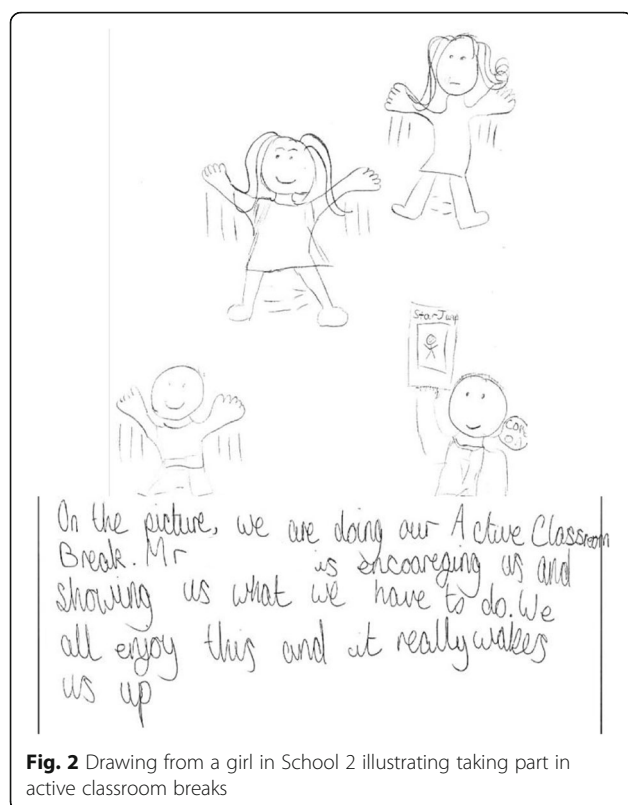 Star Jump
On the picture, we are doing our Active Classroom
Break. Mr is encoareging us and
showing us what we have to do. We
all enjoy this and it really wakes
us up
Fig. 2 Drawing from a girl in School 2 illustrating taking part in
active classroom breaks